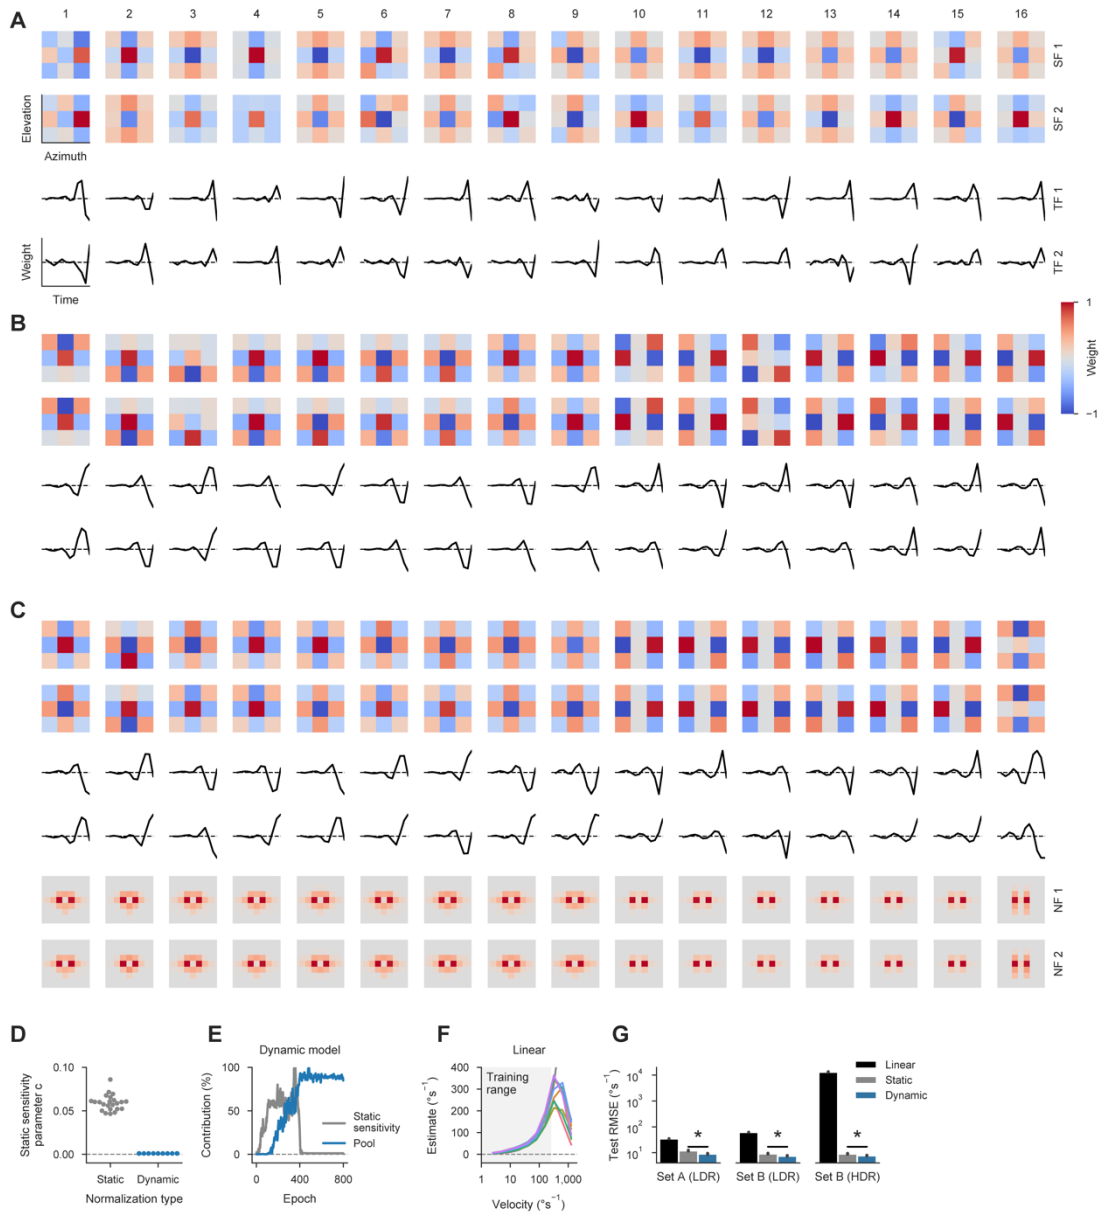 A
1 2 3 4 5 6 7 8 9 10 11 12 13 14 15 16
SF 1
Elevation
SF 2
Azimuth
TF 1
Weight
TF 2
Time
B
1
Weight
−1
C
NF 1
NF 2
D
Static sensitivity
parameter c
0.10
0.05
0.00
Static Dynamic
Normalization type
E
Dynamic model
Contribution (%)
100
50
0
Static
sensitivity
Pool
0 400 800
Epoch
F
Linear
Estimate (°s⁻¹)
400
300
200
100
0
Training
range
1 10 100 1,000
Velocity (°s⁻¹)
G
Test RMSE (°s⁻¹)
10⁴
10³
10²
10¹
Linear
Static
Dynamic
*
*
*
Set A (LDR) Set B (LDR) Set B (HDR)